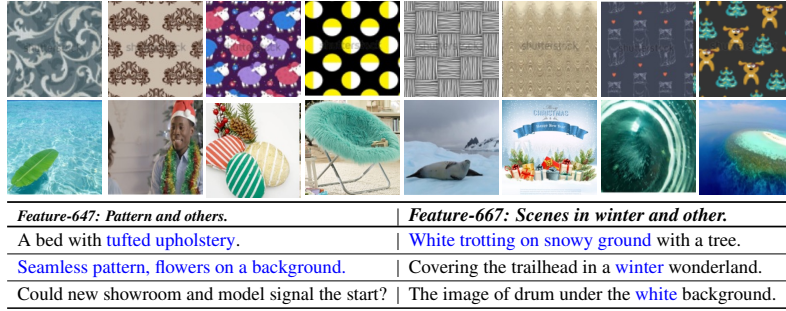 shutterstock
CHRISTMAS
Feature-647: Pattern and others. | Feature-667: Scenes in winter and other.
A bed with tufted upholstery. | White trotting on snowy ground with a tree.
Seamless pattern, flowers on a background. | Covering the trailhead in a winter wonderland.
Could new showroom and model signal the start? | The image of drum under the white background.